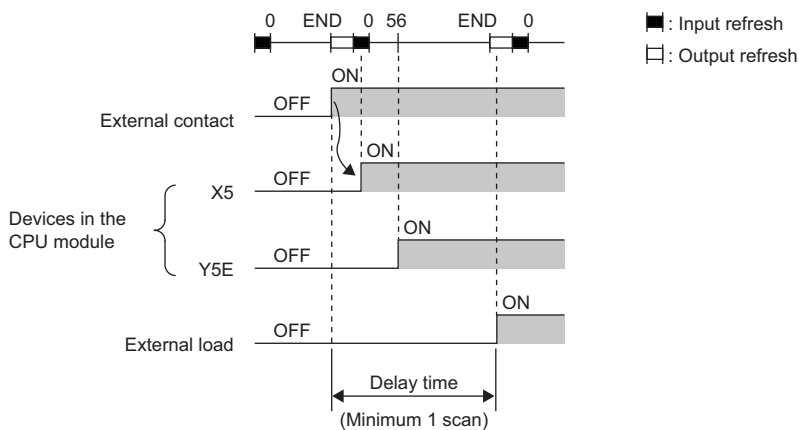 0 END 0 56 END 0
: Input refresh
: Output refresh
ON
OFF
External contact
ON
OFF
X5
Devices in the
CPU module
ON
OFF
Y5E
ON
OFF
External load
Delay time
(Minimum 1 scan)